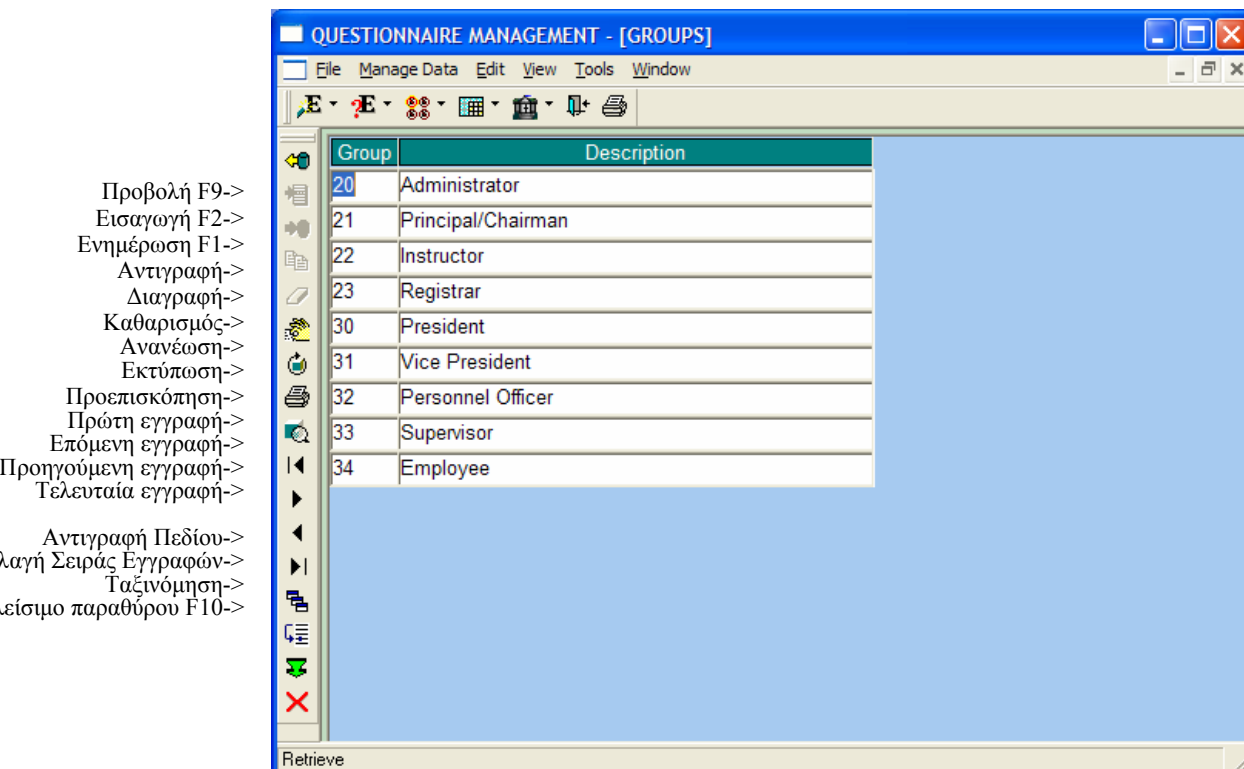 QUESTIONNAIRE MANAGEMENT - [GROUPS]
File Manage Data Edit View Tools Window
Group Description
20 Administrator
21 Principal/Chairman
22 Instructor
23 Registrar
30 President
31 Vice President
32 Personnel Officer
33 Supervisor
34 Employee
Retrieve
Προβολή F9->
Εισαγωγή F2->
Ενημέρωση F1->
Αντιγραφή->
Διαγραφή->
Καθαρισμός->
Ανανέωση->
Εκτύπωση->
Προεπισκόπηση->
Πρώτη εγγραφή->
Επόμενη εγγραφή->
Προηγούμενη εγγραφή->
Τελευταία εγγραφή->
Αντιγραφή Πεδίου->
Σειράς Εγγραφών->
Ταξινόμηση->
παραθύρου F10->